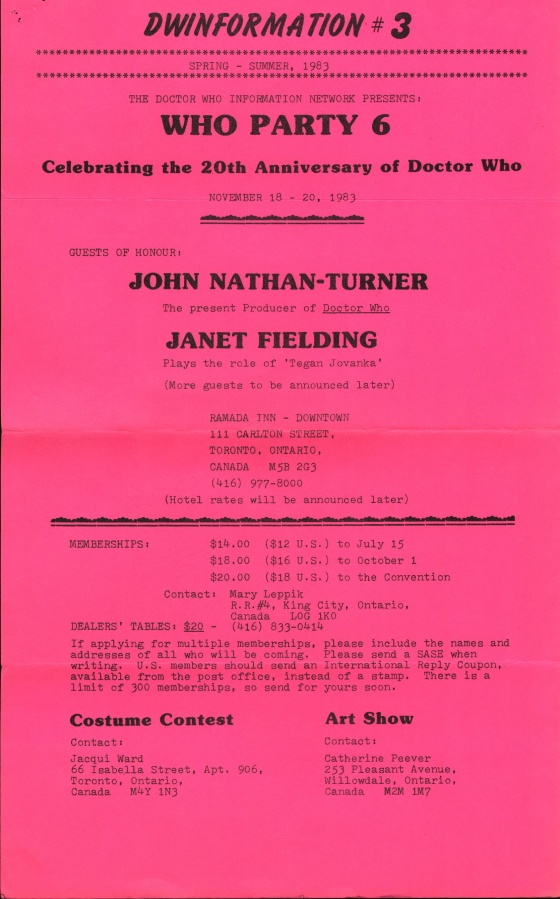 DWINFORMATION # 3
SPRING - SUMMER, 1983
THE DOCTOR WHO INFORMATION NETWORK PRESENTS:
WHO PARTY 6
Celebrating the 20th Anniversary of Doctor Who
NOVEMBER 18 - 20, 1983
GUESTS OF HONOUR:
JOHN NATHAN-TURNER
The present Producer of Doctor Who
JANET FIELDING
Plays the role of 'Tegan Jovanka'
(More guests to be announced later)
RAMADA INN - DOWNTOWN
111 CARLTON STREET,
TORONTO, ONTARIO,
CANADA M5B 2G3
(416) 977-8000
(Hotel rates will be announced later)
MEMBERSHIPS: $14.00 ($12 U.S.) to July 15
$18.00 ($16 U.S.) to October 1
$20.00 ($18 U.S.) to the Convention
Contact: Mary Leppik
R.R.#4, King City, Ontario,
Canada L0G 1K0
DEALERS' TABLES: $20 - (416) 833-0414
If applying for multiple memberships, please include the names and
addresses of all who will be coming. Please send a SASE when
writing. U.S. members should send an International Reply Coupon,
available from the post office, instead of a stamp. There is a
limit of 300 memberships, so send for yours soon.
Costume Contest
Contact:
Jacqui Ward
66 Isabella Street, Apt. 906,
Toronto, Ontario,
Canada M4Y 1N3
Art Show
Contact:
Catherine Peever
253 Pleasant Avenue,
Willowdale, Ontario,
Canada M2M 1M7